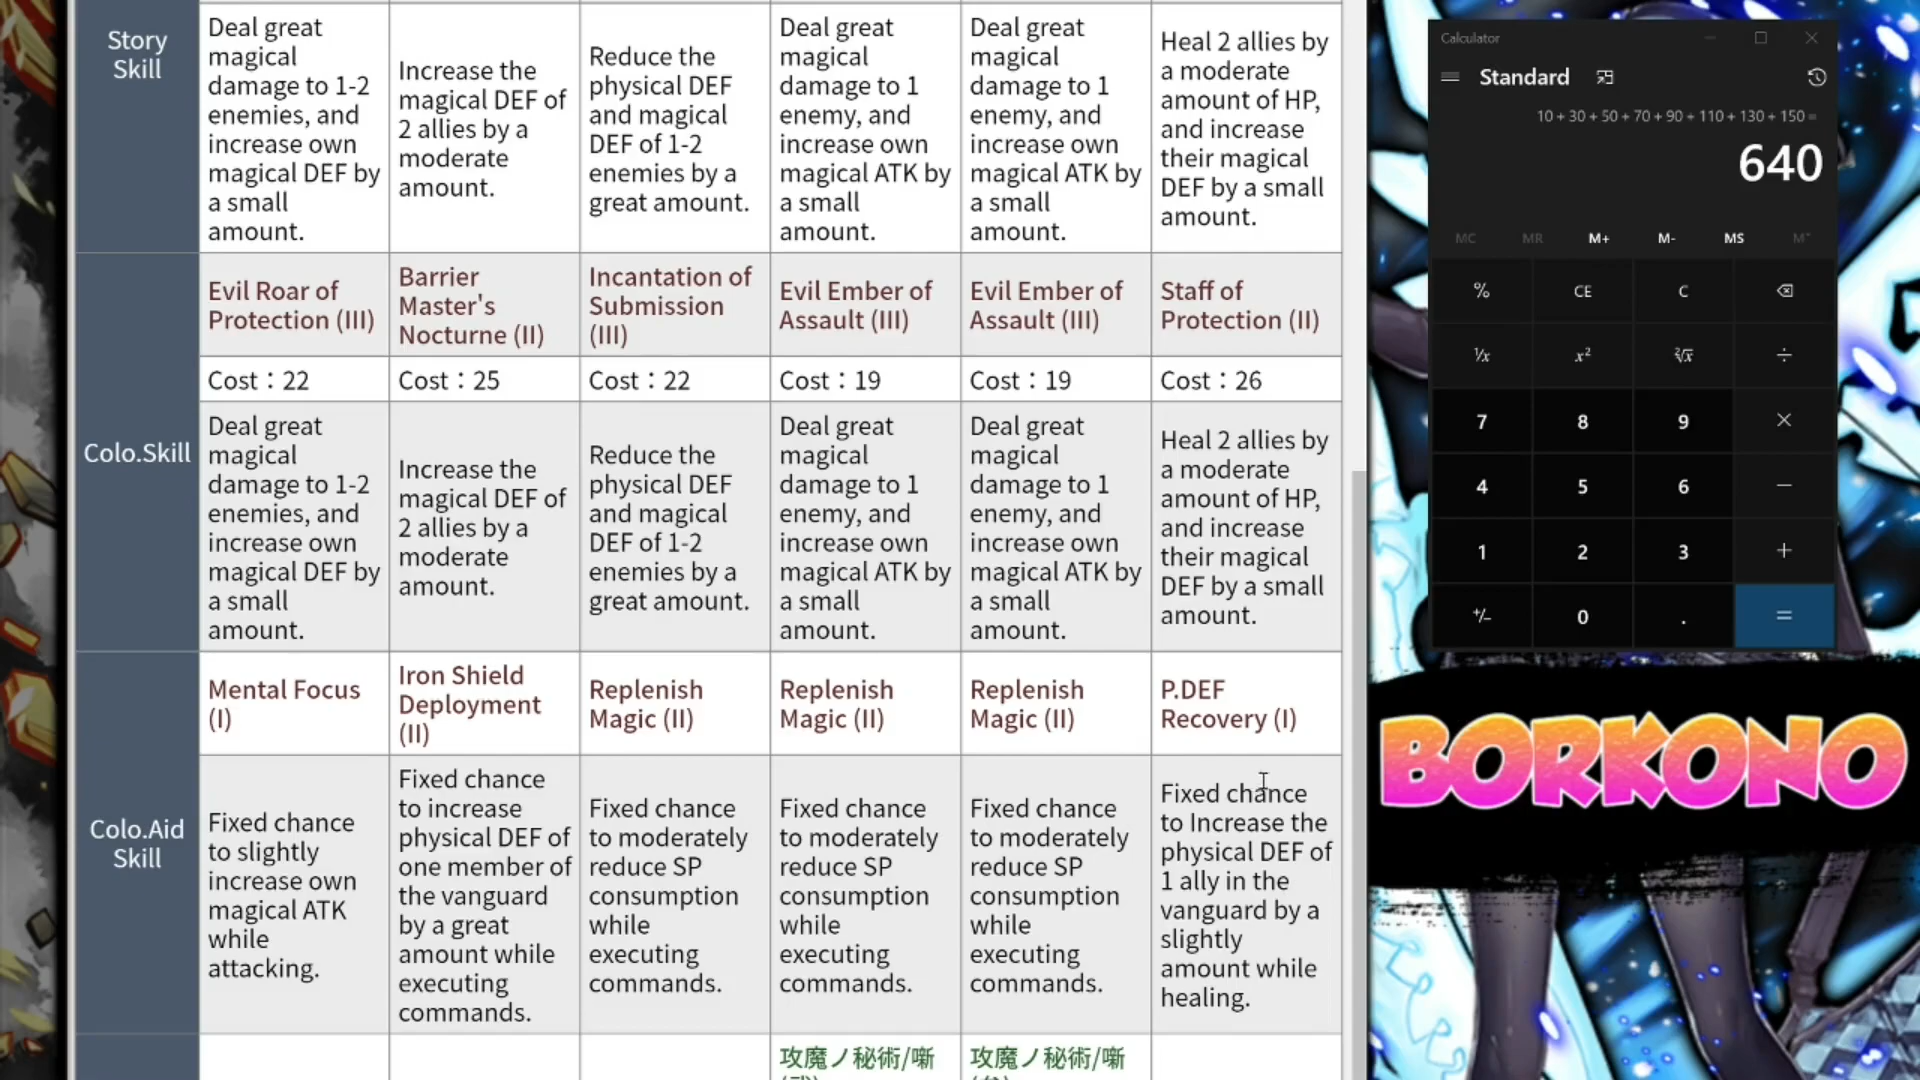 Story
Skill
Deal great
magical
damage to 1-2
enemies, and
increase own
magical DEF by
a small
amount.
Increase the
magical DEF of
2 allies by a
moderate
amount.
Reduce the
physical DEF
and magical
DEF of 1-2
enemies by a
great amount.
Deal great
magical
damage to 1
enemy, and
increase own
magical ATK by
a small
amount.
Deal great
magical
damage to 1
enemy, and
increase own
magical ATK by
a small
amount.
Heal 2 allies by
a moderate
amount of HP,
and increase
their magical
DEF by a small
amount.
Colo.Skill
Evil Roar of
Protection (III)
Barrier
Master's
Nocturne (II)
Incantation of
Submission
(III)
Evil Ember of
Assault (III)
Evil Ember of
Assault (III)
Staff of
Protection (II)
Cost：22
Cost：25
Cost：22
Cost：19
Cost：19
Cost：26
Deal great
magical
damage to 1-2
enemies, and
increase own
magical DEF by
a small
amount.
Increase the
magical DEF of
2 allies by a
moderate
amount.
Reduce the
physical DEF
and magical
DEF of 1-2
enemies by a
great amount.
Deal great
magical
damage to 1
enemy, and
increase own
magical ATK by
a small
amount.
Deal great
magical
damage to 1
enemy, and
increase own
magical ATK by
a small
amount.
Heal 2 allies by
a moderate
amount of HP,
and increase
their magical
DEF by a small
amount.
Colo.Aid
Skill
Mental Focus
(I)
Iron Shield
Deployment
(II)
Replenish
Magic (II)
Replenish
Magic (II)
Replenish
Magic (II)
P.DEF
Recovery (I)
Fixed chance
to slightly
increase own
magical ATK
while
attacking.
Fixed chance
to increase
physical DEF of
one member of
the vanguard
by a great
amount while
executing
commands.
Fixed chance
to moderately
reduce SP
consumption
while
executing
commands.
Fixed chance
to moderately
reduce SP
consumption
while
executing
commands.
Fixed chance
to moderately
reduce SP
consumption
while
executing
commands.
Fixed chance
to Increase the
physical DEF of
1 ally in the
vanguard by a
slightly
amount while
healing.
攻魔ノ秘術/噺
攻魔ノ秘術/噺
Calculator
Standard
10 + 30 + 50 + 70 + 90 + 110 + 130 + 150 =
640
MC MR M+ M- MS M˅
% CE C
¹/x x² ²√x ÷
7 8 9 ×
4 5 6 −
1 2 3 +
+/− 0 . =
BORKONO